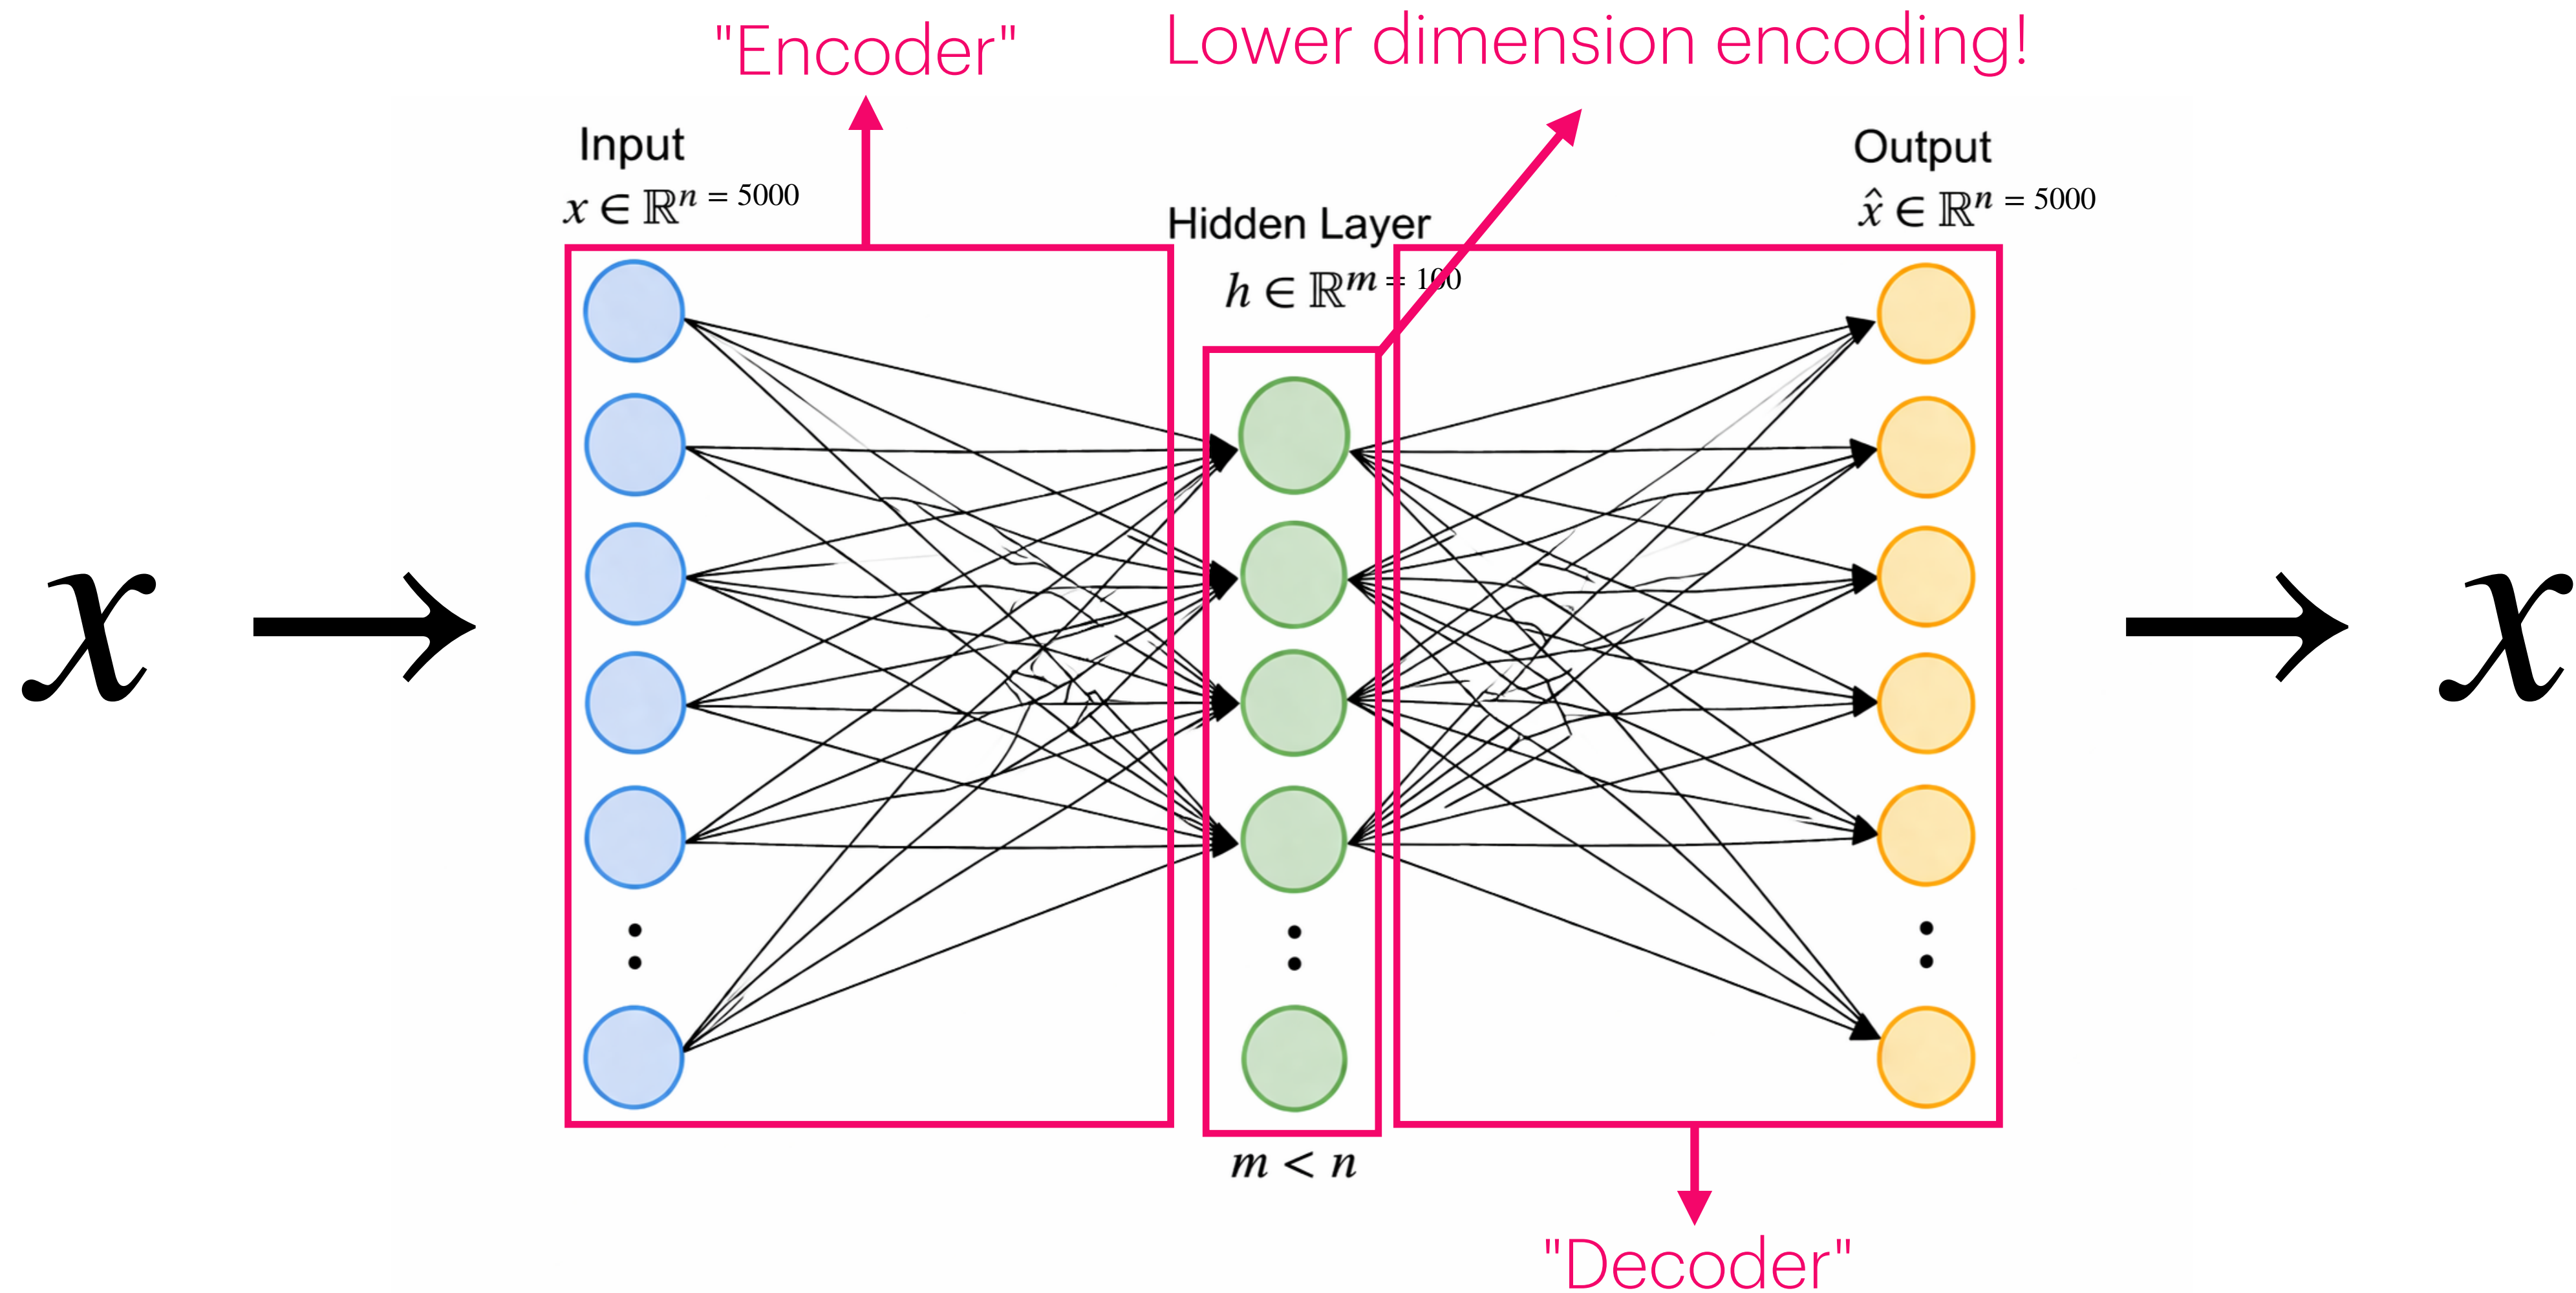 "Encoder"
Lower dimension encoding!
Input
x ∈ ℝⁿ = 5000
Hidden Layer
h ∈ ℝᵐ = 100
Output
x̂ ∈ ℝⁿ = 5000
x → → x
m < n
"Decoder"